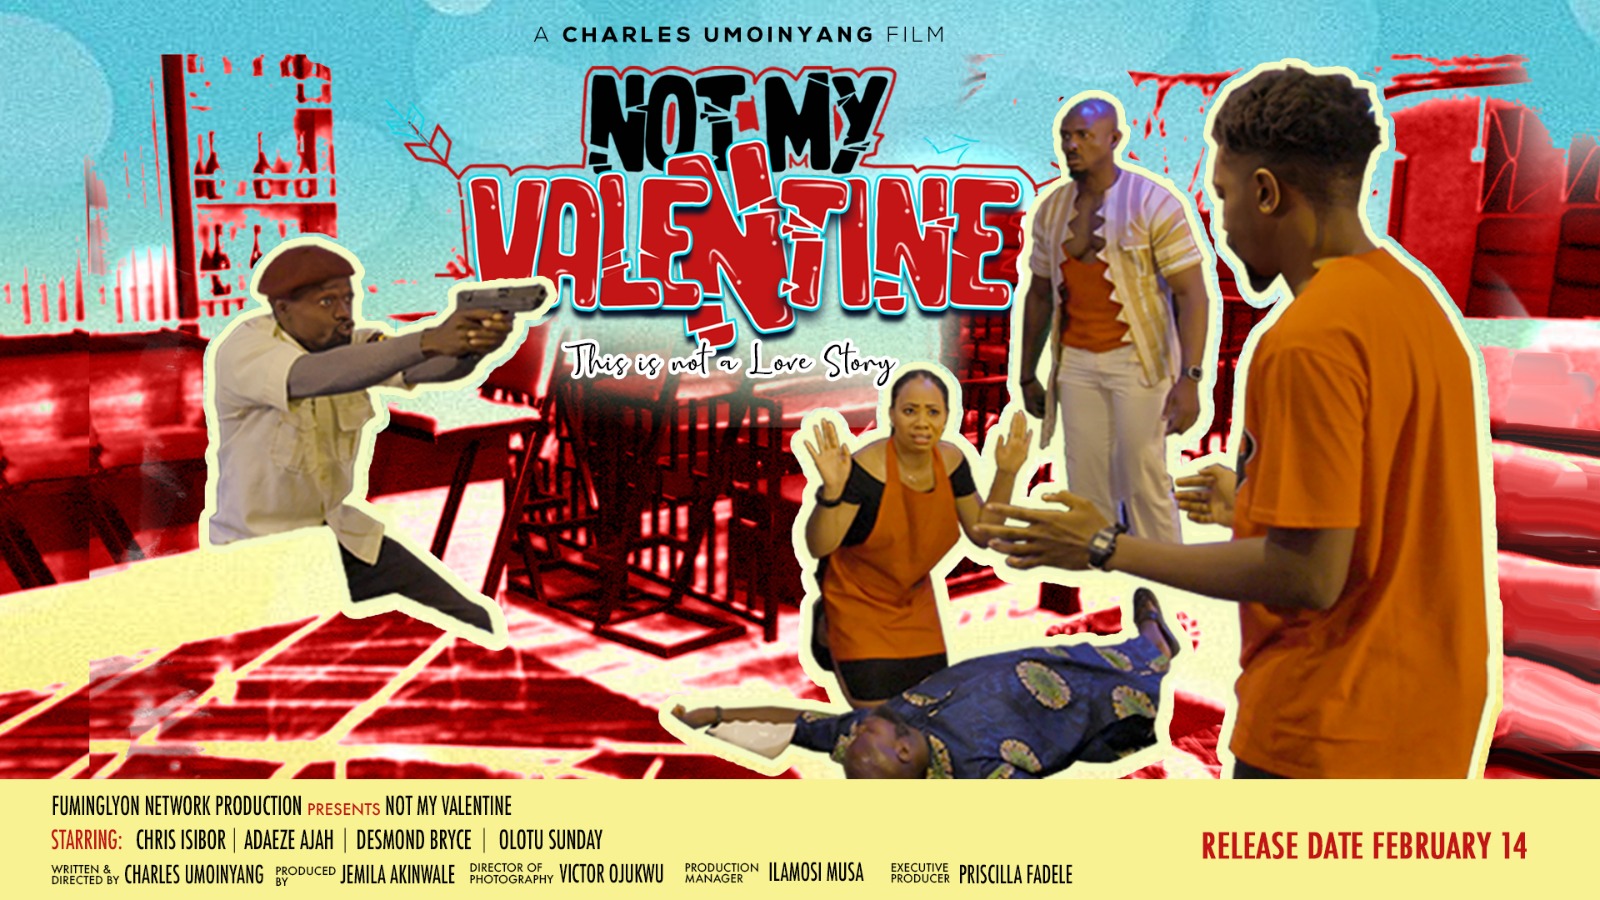 A CHARLES UMOINYANG FILM
NOT MY
VALENTINE
This is not a Love Story
FUMINGLYON NETWORK PRODUCTION PRESENTS NOT MY VALENTINE
STARRING: CHRIS ISIBOR | ADAEZE AJAH | DESMOND BRYCE | OLOTU SUNDAY
WRITTEN & DIRECTED BY CHARLES UMOINYANG PRODUCED BY JEMILA AKINWALE DIRECTOR OF PHOTOGRAPHY VICTOR OJUKWU PRODUCTION MANAGER ILAMOSI MUSA EXECUTIVE PRODUCER PRISCILLA FADELE
RELEASE DATE FEBRUARY 14